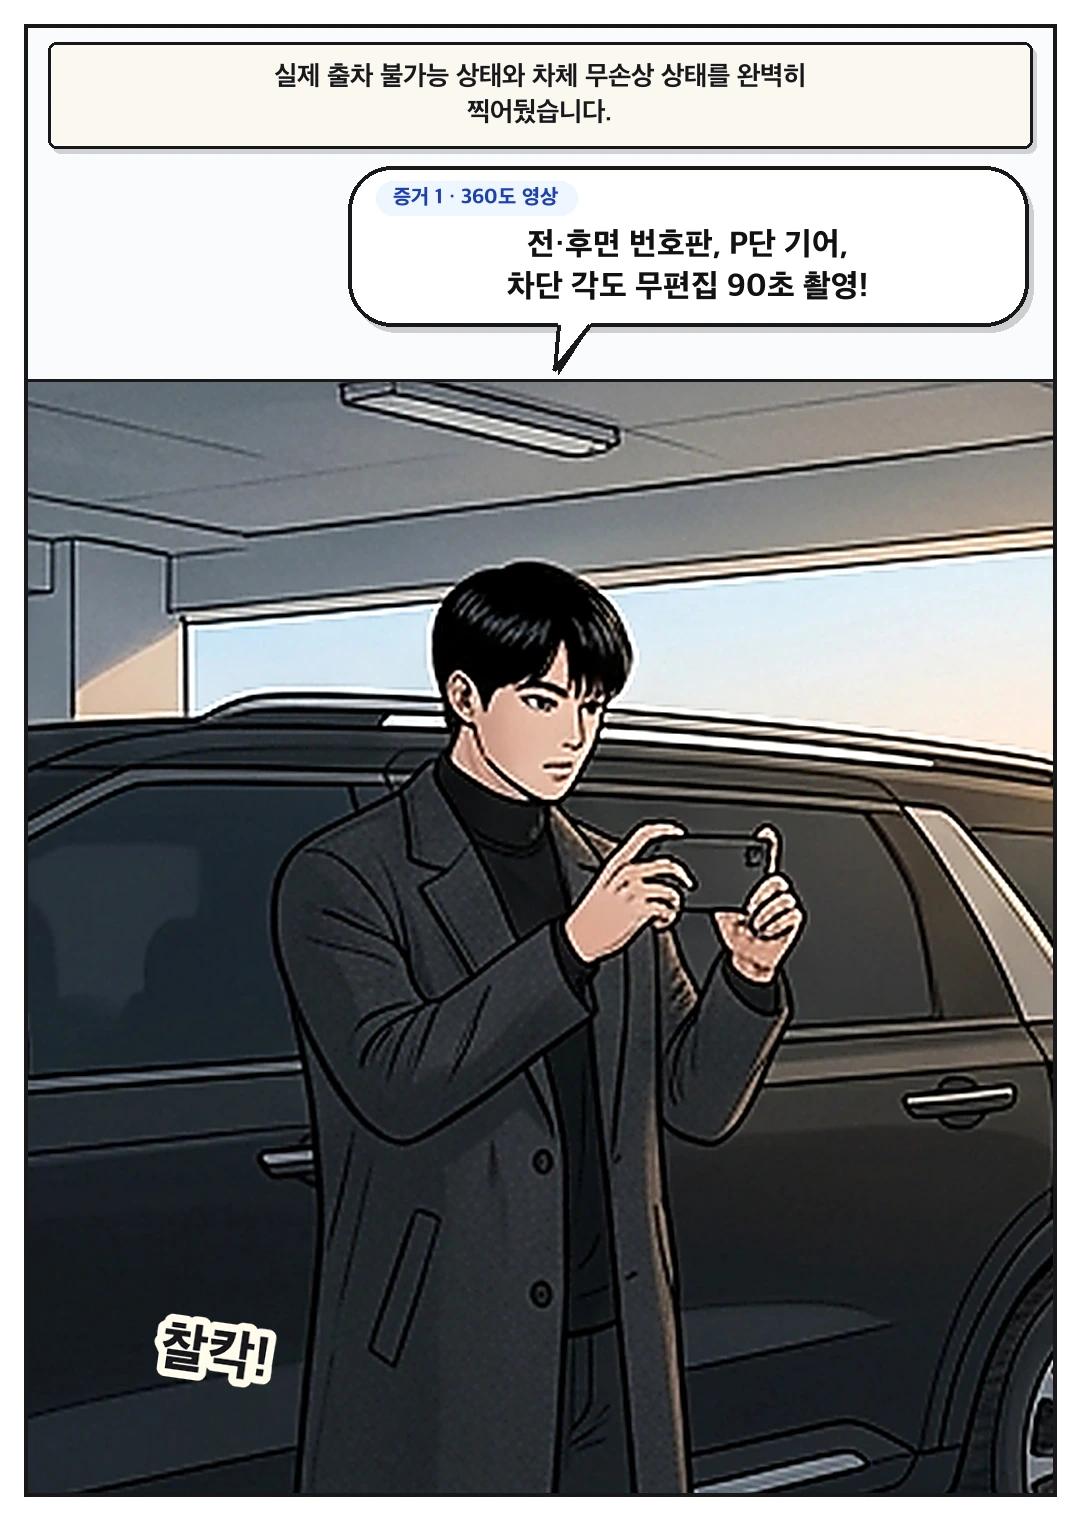 실제 출차 불가능 상태와 차체 무손상 상태를 완벽히
찍어뒀습니다.
증거 1 · 360도 영상
전·후면 번호판, P단 기어,
차단 각도 무편집 90초 촬영!
찰칵!